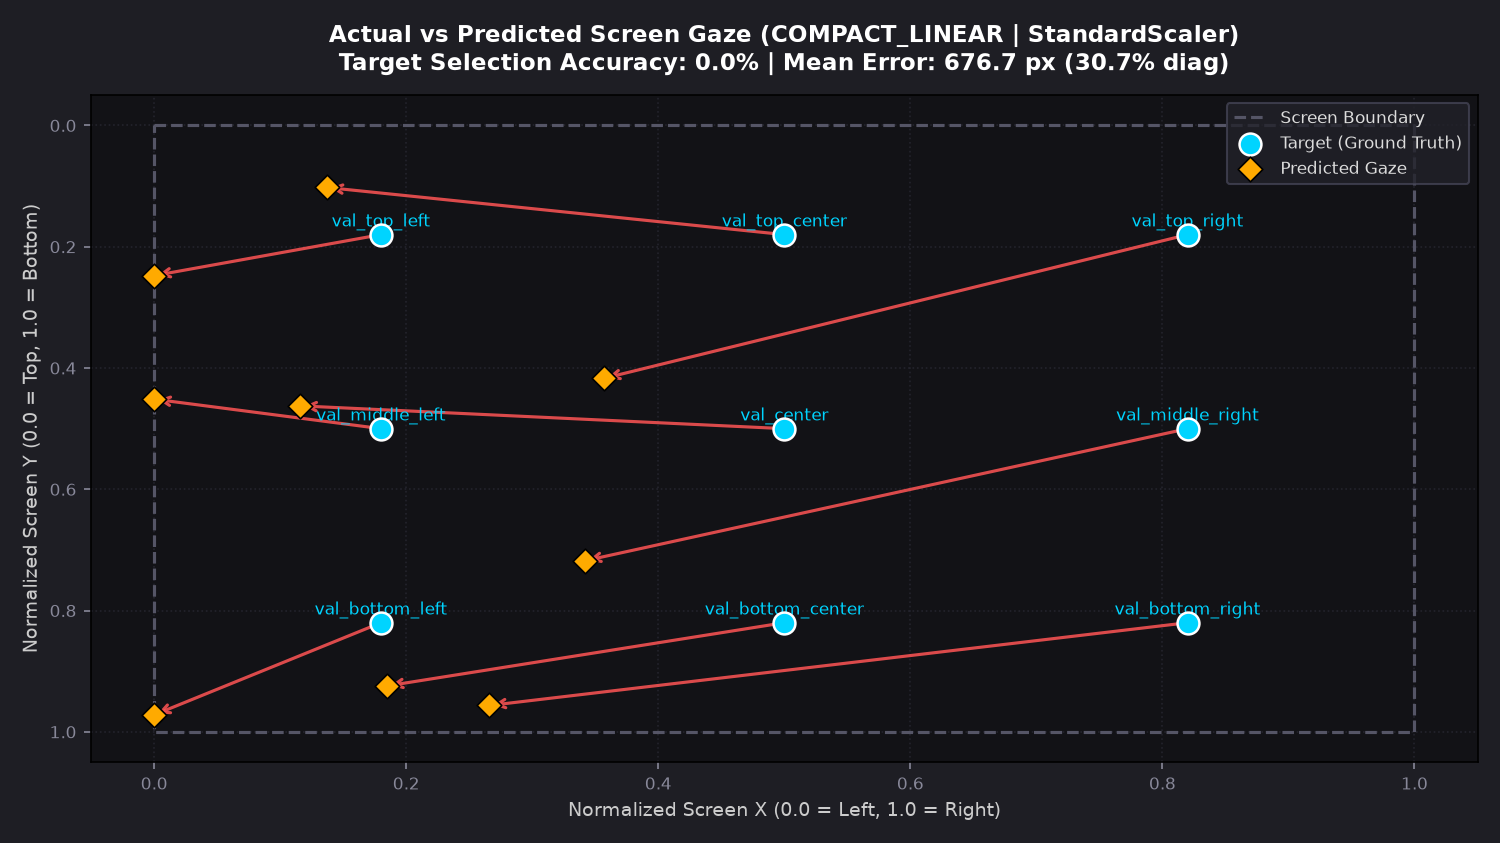 Actual vs Predicted Screen Gaze (COMPACT_LINEAR | StandardScaler)
Target Selection Accuracy: 0.0% | Mean Error: 676.7 px (30.7% diag)
Screen Boundary
Target (Ground Truth)
Predicted Gaze
Normalized Screen Y (0.0 = Top, 1.0 = Bottom)
0.0
0.2
0.4
0.6
0.8
1.0
val_top_left
val_top_center
val_top_right
val_middle_left
val_center
val_middle_right
val_bottom_left
val_bottom_center
val_bottom_right
0.0
0.2
0.4
0.6
0.8
1.0
Normalized Screen X (0.0 = Left, 1.0 = Right)